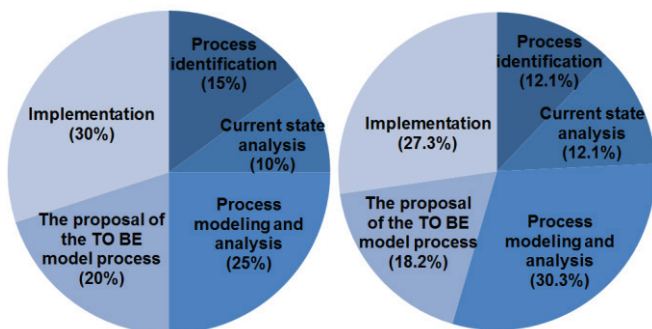 Process
identification
(15%)
Current state
analysis
(10%)
Process
modeling and
analysis
(25%)
The proposal of
the TO BE
model process
(20%)
Implementation
(30%)
Process
identification
(12.1%)
Current state
analysis
(12.1%)
Process
modeling and
analysis
(30.3%)
The proposal
of the TO BE
model process
(18.2%)
Implementation
(27.3%)